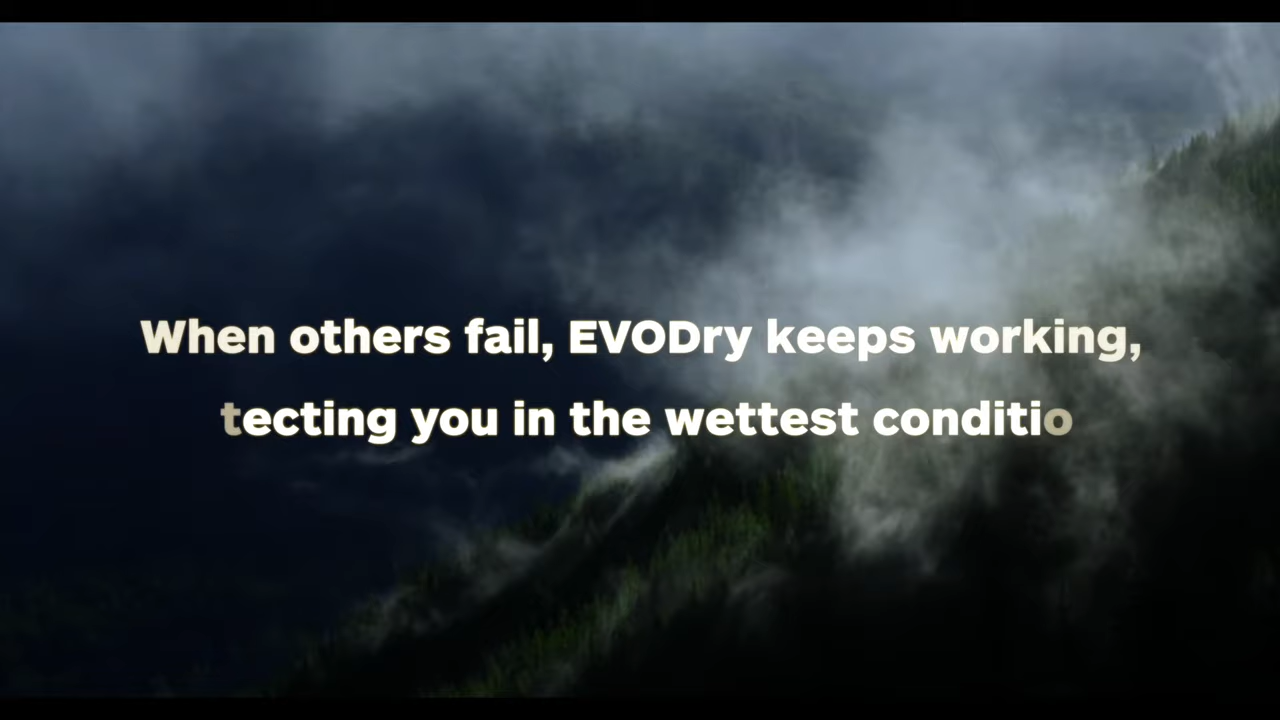 When others fail, EVODry keeps working,
tecting you in the wettest conditio